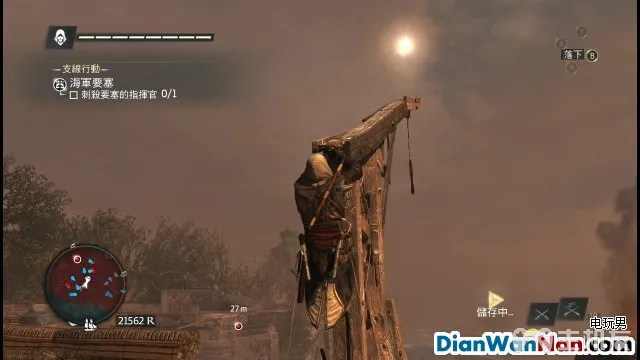 支線行動
海軍要塞
刺殺要塞的指揮官 0/1
落下 B
27 m
21562 R
儲存中...
电玩男
DianWanNan.com